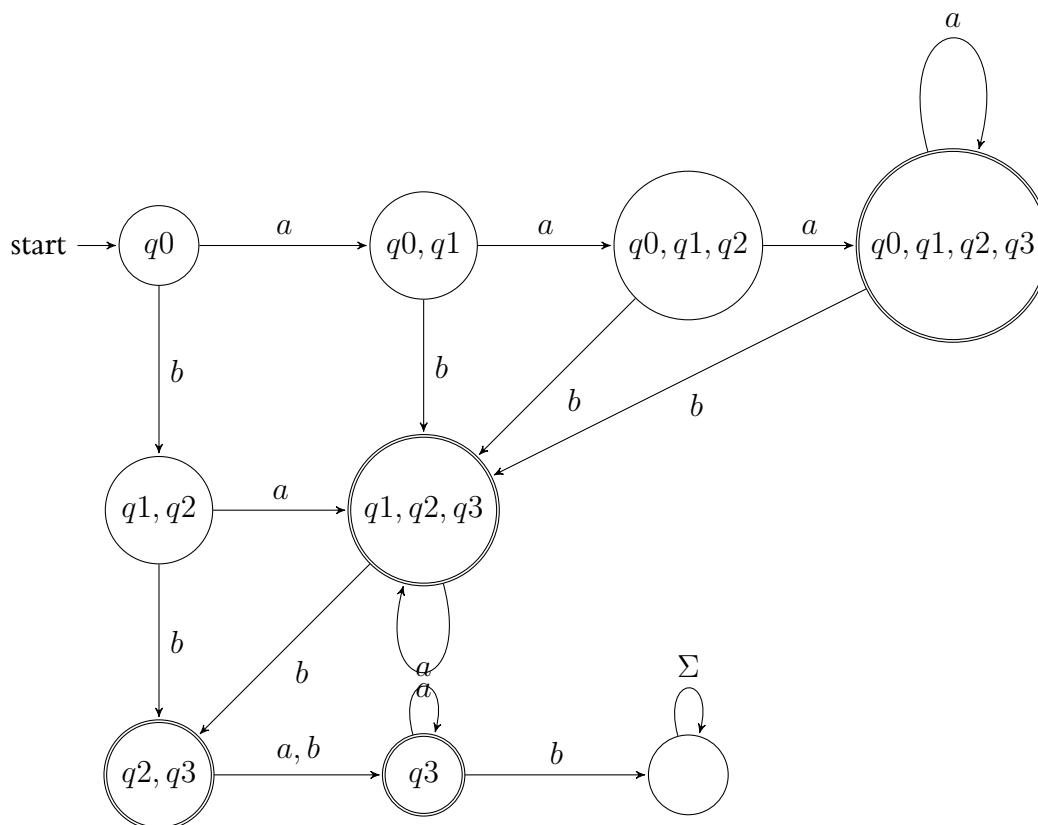 a
start q0 a q0, q1 a q0, q1, q2 a q0, q1, q2, q3
b b b b
q1, q2 a q1, q2, q3
b b a
a Σ
q2, q3 a, b q3 b